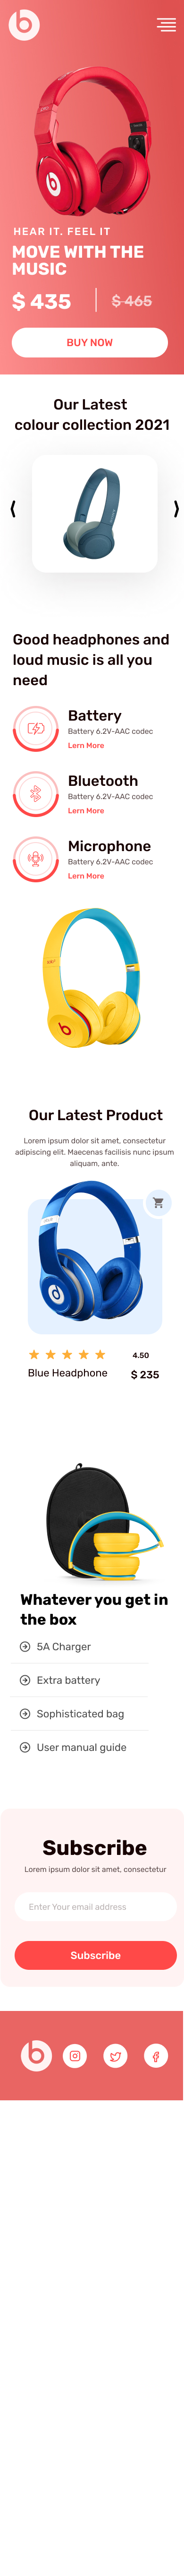 b
HEAR IT. FEEL IT
MOVE WITH THE
MUSIC
$ 435
$ 465
BUY NOW
Our Latest
colour collection 2021
Good headphones and
loud music is all you
need
Battery
Battery 6.2V-AAC codec
Lern More
Bluetooth
Battery 6.2V-AAC codec
Lern More
Microphone
Battery 6.2V-AAC codec
Lern More
Our Latest Product
Lorem ipsum dolor sit amet, consectetur
adipiscing elit. Maecenas facilisis nunc ipsum
aliquam, ante.
4.50
Blue Headphone
$ 235
Whatever you get in
the box
5A Charger
Extra battery
Sophisticated bag
User manual guide
Subscribe
Lorem ipsum dolor sit amet, consectetur
Enter Your email address
Subscribe
b